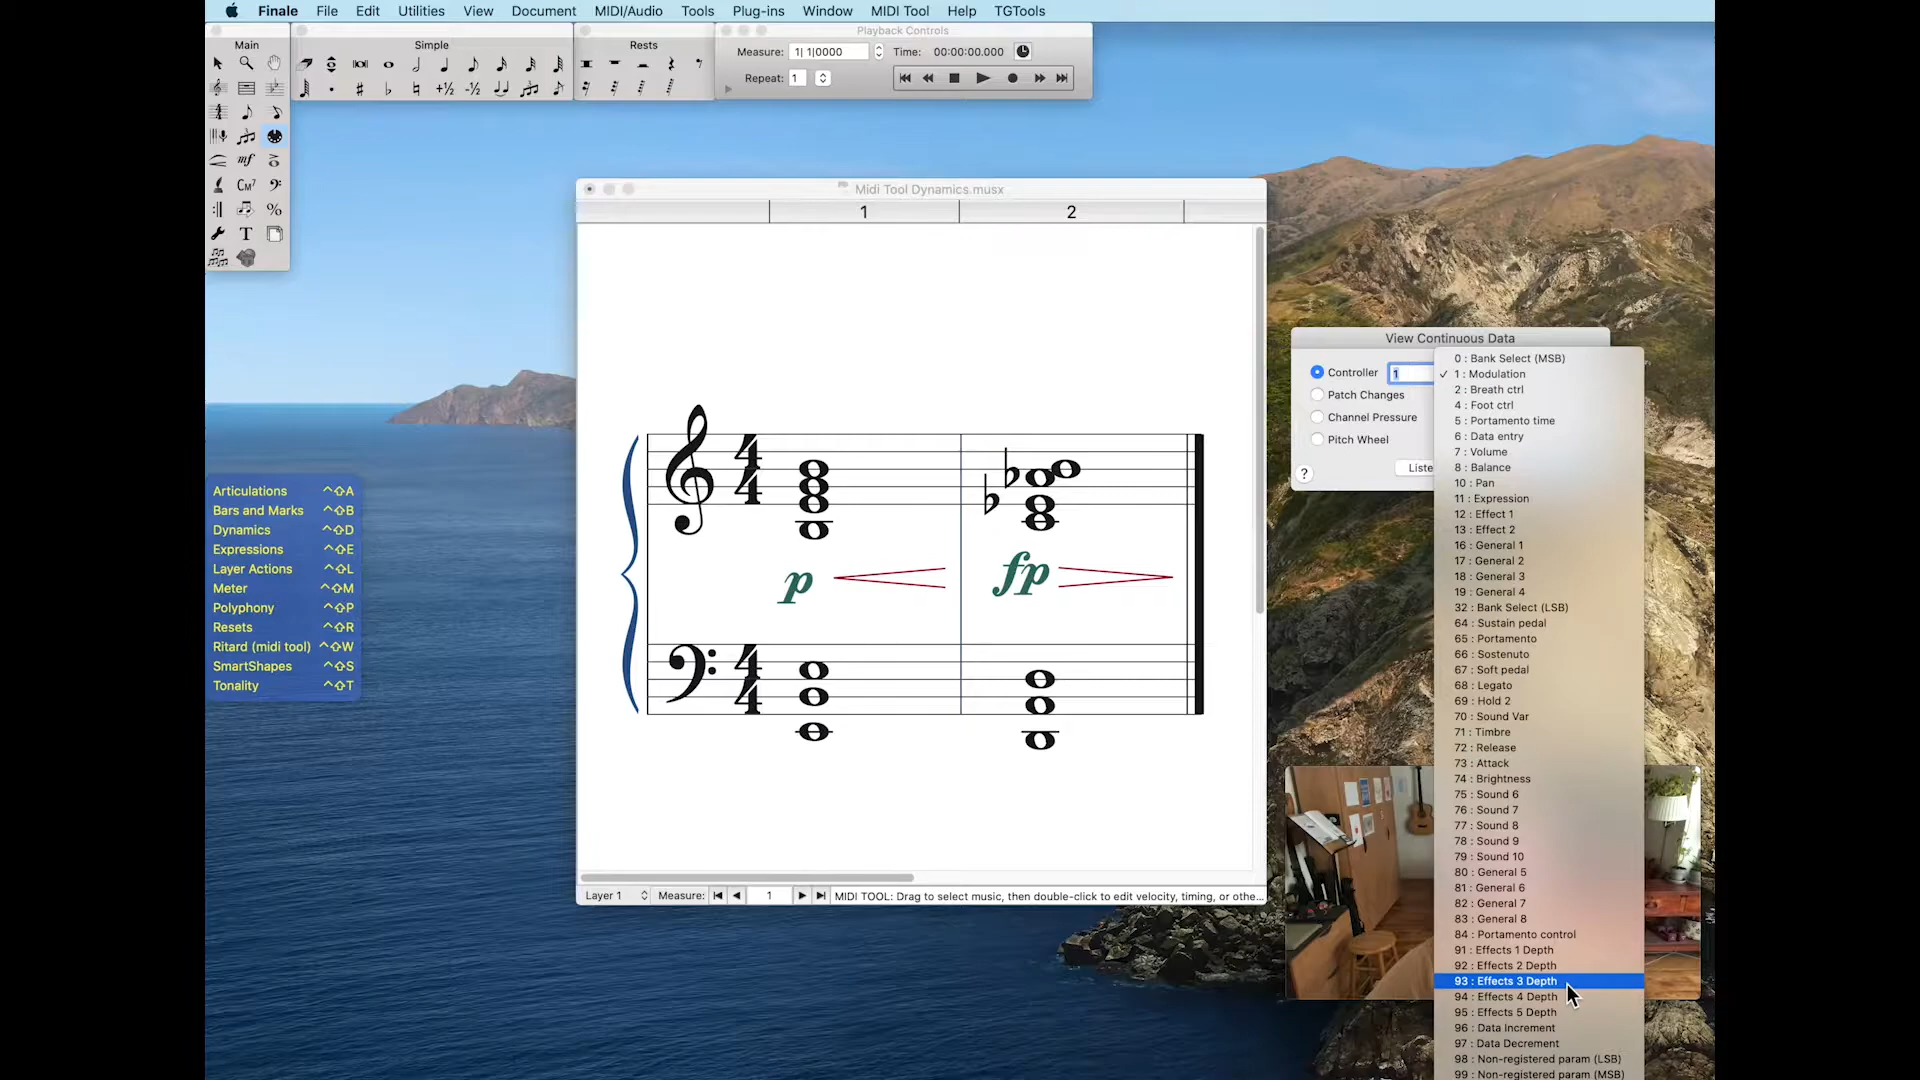 Finale File Edit Utilities View Document MIDI/Audio Tools Plug-ins Window MIDI Tool Help TGTools
Main
Simple
Rests
Playback Controls
Measure: 1| 1|0000 Time: 00:00:00.000
Repeat: 1
+½ -½
mf
CM7
%
T
Midi Tool Dynamics.musx
1 2
p fp
Layer 1 Measure: 1 MIDI TOOL: Drag to select music, then double-click to edit velocity, timing, or othe...
Articulations ^⇧A
Bars and Marks ^⇧B
Dynamics ^⇧D
Expressions ^⇧E
Layer Actions ^⇧L
Meter ^⇧M
Polyphony ^⇧P
Resets ^⇧R
Ritard (midi tool) ^⇧W
SmartShapes ^⇧S
Tonality ^⇧T
View Continuous Data
Controller 1
Patch Changes
Channel Pressure
Pitch Wheel
? Liste
0 : Bank Select (MSB)
✓ 1 : Modulation
2 : Breath ctrl
4 : Foot ctrl
5 : Portamento time
6 : Data entry
7 : Volume
8 : Balance
10 : Pan
11 : Expression
12 : Effect 1
13 : Effect 2
16 : General 1
17 : General 2
18 : General 3
19 : General 4
32 : Bank Select (LSB)
64 : Sustain pedal
65 : Portamento
66 : Sostenuto
67 : Soft pedal
68 : Legato
69 : Hold 2
70 : Sound Var
71 : Timbre
72 : Release
73 : Attack
74 : Brightness
75 : Sound 6
76 : Sound 7
77 : Sound 8
78 : Sound 9
79 : Sound 10
80 : General 5
81 : General 6
82 : General 7
83 : General 8
84 : Portamento control
91 : Effects 1 Depth
92 : Effects 2 Depth
93 : Effects 3 Depth
94 : Effects 4 Depth
95 : Effects 5 Depth
96 : Data Increment
97 : Data Decrement
98 : Non-registered param (LSB)
99 : Non-registered param (MSB)